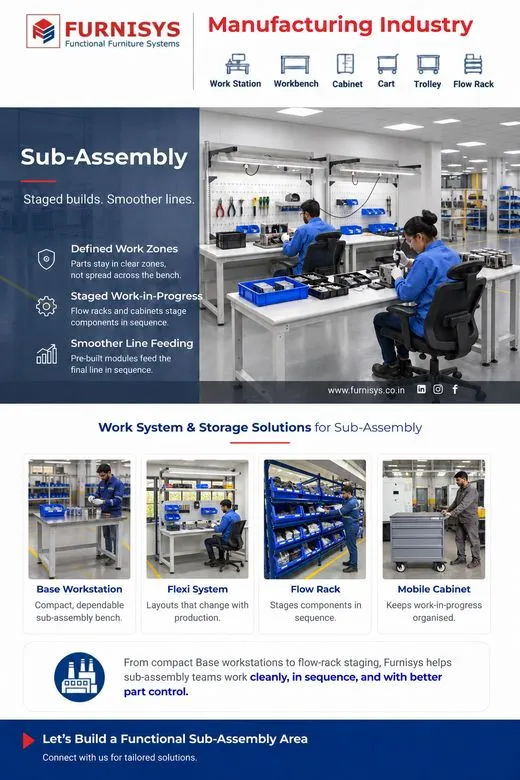 FURNISYS
Functional Furniture Systems
Manufacturing Industry
Work Station
Workbench
Cabinet
Cart
Trolley
Flow Rack
Sub-Assembly
Staged builds. Smoother lines.
Defined Work Zones
Parts stay in clear zones,
not spread across the bench.
Staged Work-in-Progress
Flow racks and cabinets stage
components in sequence.
Smoother Line Feeding
Pre-built modules feed the
final line in sequence.
www.furnisys.co.in
Work System & Storage Solutions for Sub-Assembly
Base Workstation
Compact, dependable
sub-assembly bench.
Flexi System
Layouts that change with
production.
Flow Rack
Stages components in
sequence.
Mobile Cabinet
Keeps work-in-progress
organised.
From compact Base workstations to flow-rack staging, Furnisys helps
sub-assembly teams work cleanly, in sequence, and with better
part control.
Let's Build a Functional Sub-Assembly Area
Connect with us for tailored solutions.